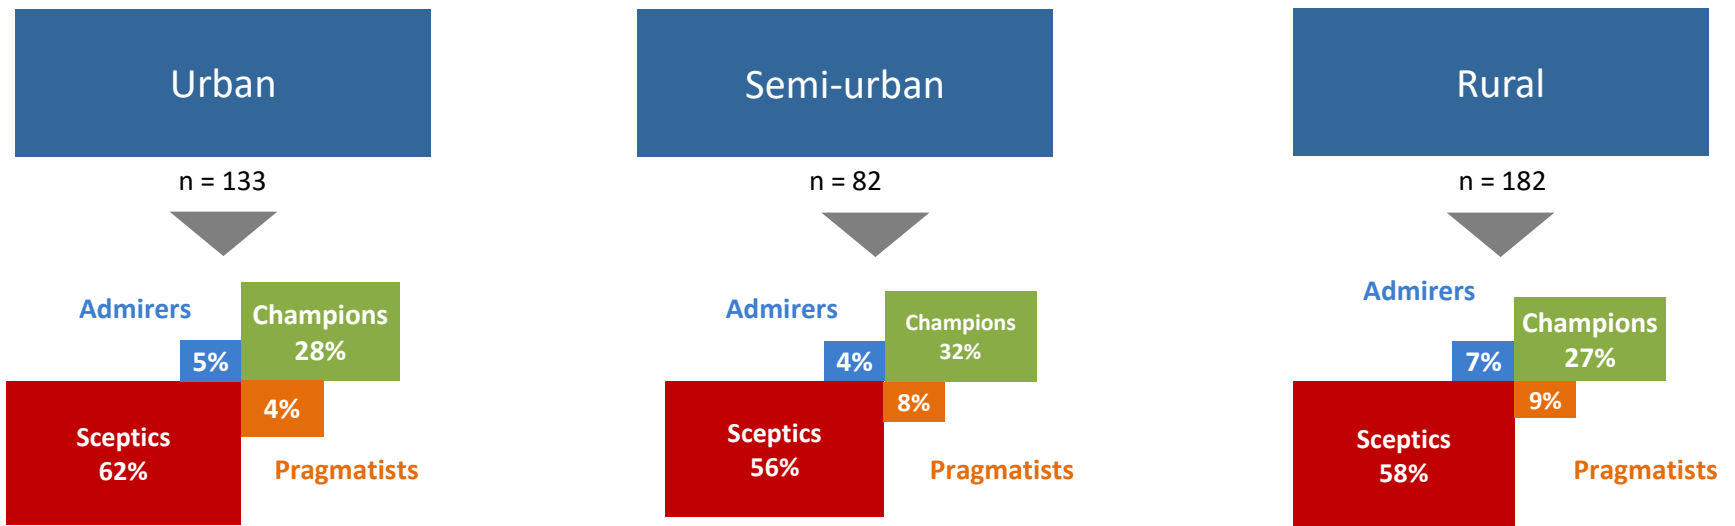 Urban
n = 133
Admirers
Champions
28%
5%
4%
Sceptics
62%
Pragmatists
Semi-urban
n = 82
Admirers
Champions
32%
4%
8%
Sceptics
56%
Pragmatists
Rural
n = 182
Admirers
Champions
27%
7%
9%
Sceptics
58%
Pragmatists